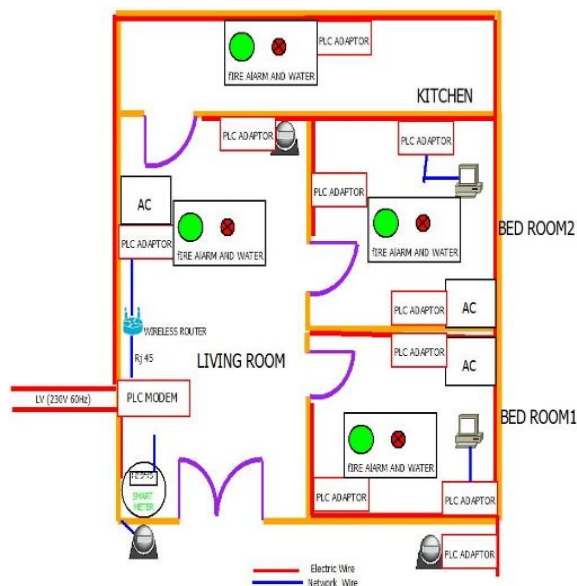 PLC ADAPTOR
fIRE AlARM AND WATER
KITCHEN
PLC ADAPTOR
PLC ADAPTOR
PLC ADAPTOR
AC
PLC ADAPTOR
fIRE AlARM AND WATER
fIRE AlARM AND WATER
BED ROOM2
PLC ADAPTOR
AC
WIRELESS ROUTER
Rj 45
LIVING ROOM
PLC ADAPTOR
AC
LV (230V 60Hz)
PLC MODEM
BED ROOM1
fIRE AlARM AND WATER
SMART
METER
PLC ADAPTOR
PLC ADAPTOR
PLC ADAPTOR
Electric Wire
Network Wire